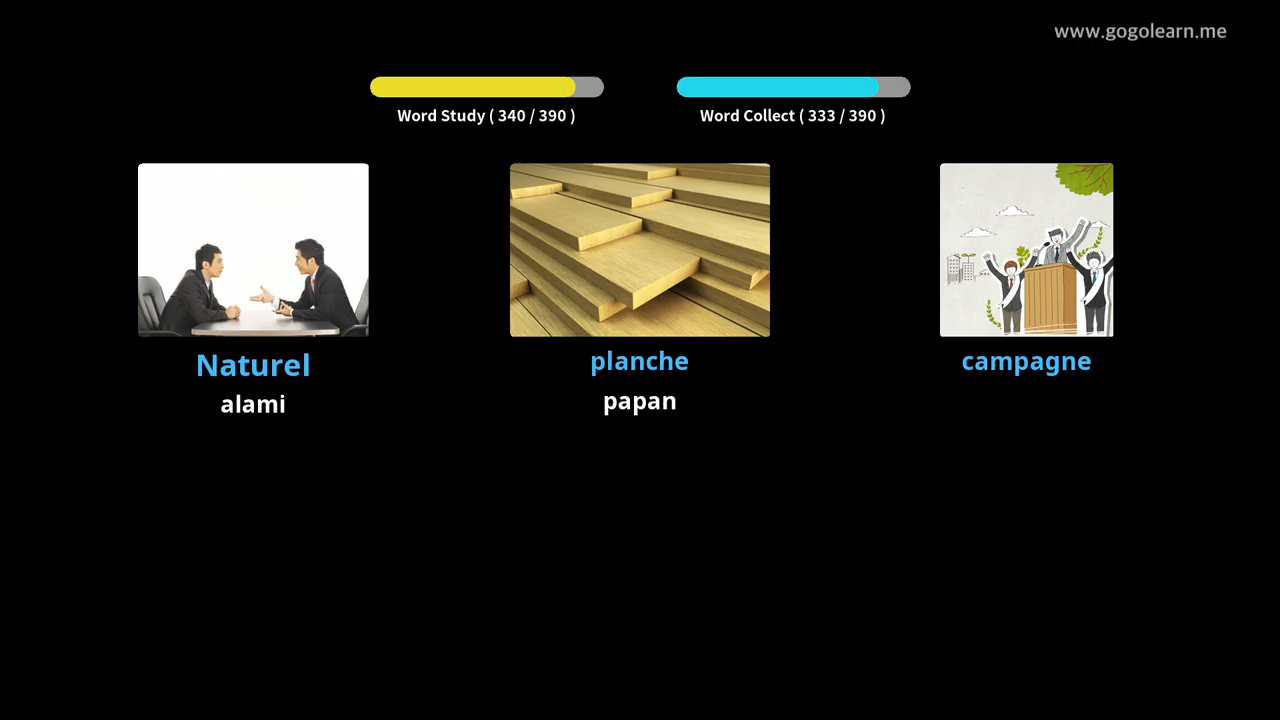 www.gogolearn.me
Word Study ( 340 / 390 )
Word Collect ( 333 / 390 )
Naturel
alami
planche
papan
campagne